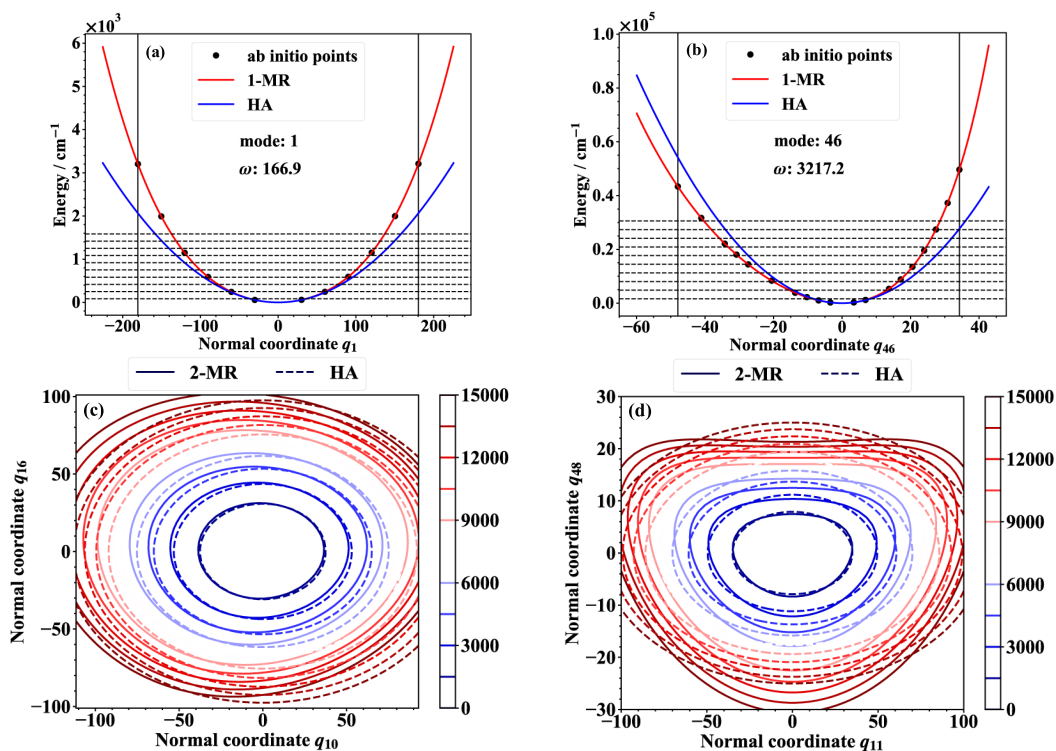 ×10³
(a)
ab initio points
1-MR
HA
mode: 1
ω: 166.9
Energy / cm⁻¹
6
5
4
3
2
1
0
−200 −100 0 100 200
Normal coordinate q₁
×10⁵
(b)
ab initio points
1-MR
HA
mode: 46
ω: 3217.2
Energy / cm⁻¹
1.0
0.8
0.6
0.4
0.2
0.0
−60 −40 −20 0 20 40
Normal coordinate q₄₆
2-MR HA
(c)
Normal coordinate q₁₆
100
50
0
−50
−100
−100 −50 0 50
Normal coordinate q₁₀
15000
12000
9000
6000
3000
0
2-MR HA
(d)
Normal coordinate q₄₈
30
20
10
0
−10
−20
−30
−100 −50 0 50 100
Normal coordinate q₁₁
15000
12000
9000
6000
3000
0